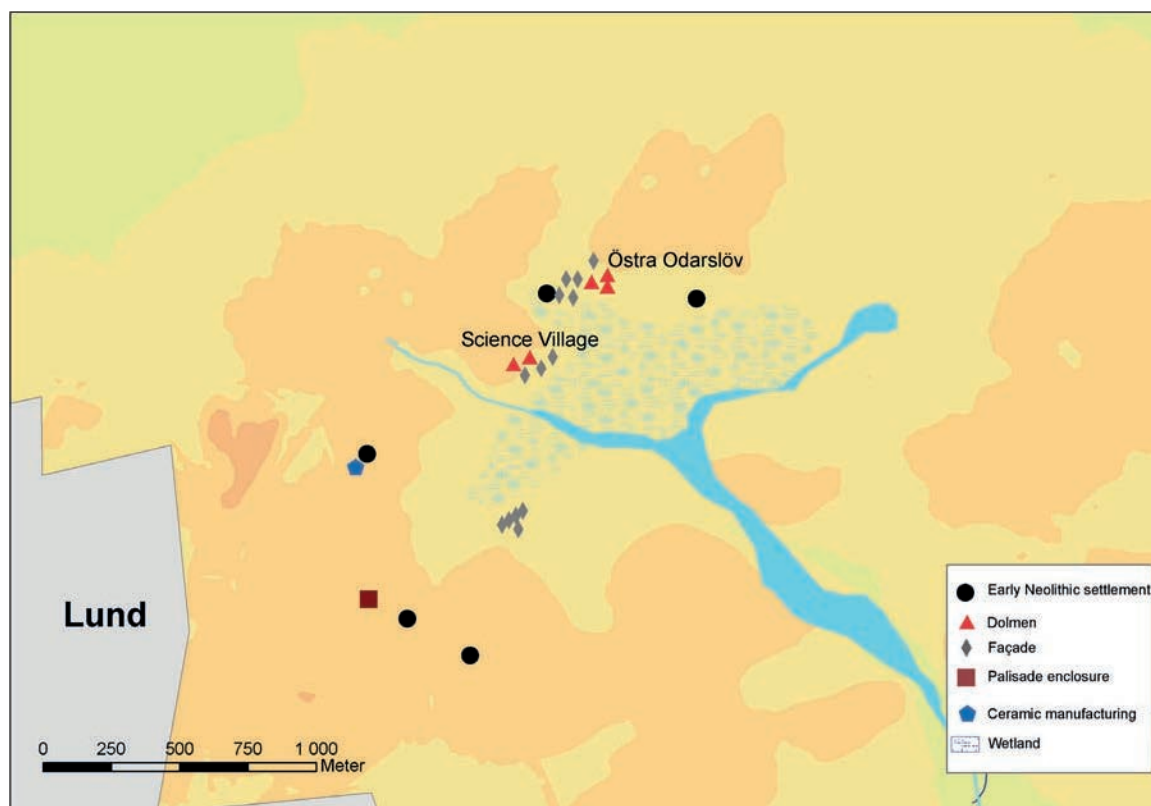 Östra Odarslöv
Science Village
Lund
Early Neolithic settlement
Dolmen
Façade
Palisade enclosure
Ceramic manufacturing
Wetland
0 250 500 750 1 000
Meter